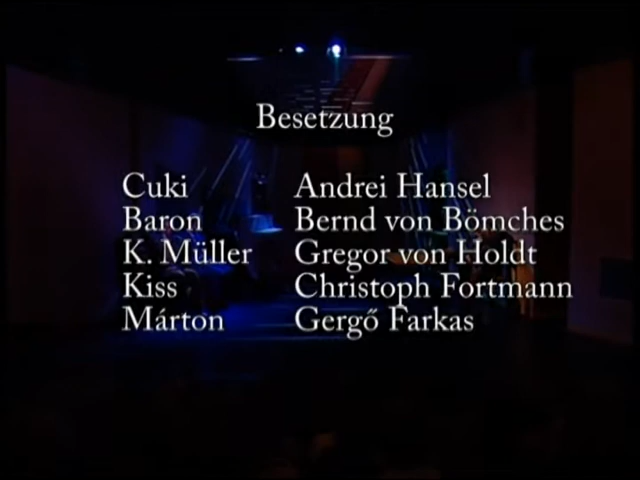 Besetzung
Cuki Andrei Hansel
Baron Bernd von Bömches
K. Müller Gregor von Holdt
Kiss Christoph Fortmann
Márton Gergő Farkas